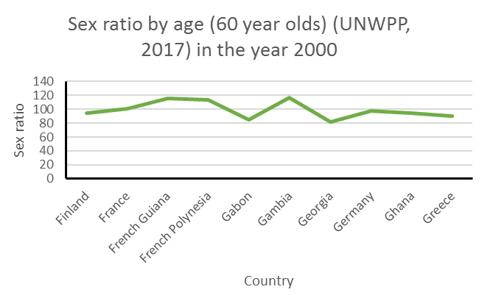 Sex ratio by age (60 year olds) (UNWPP,
2017) in the year 2000
140
120
100
80
60
40
20
0
Sex ratio
Finland
France
French Guiana
French Polynesia
Gabon
Gambia
Georgia
Germany
Ghana
Greece
Country